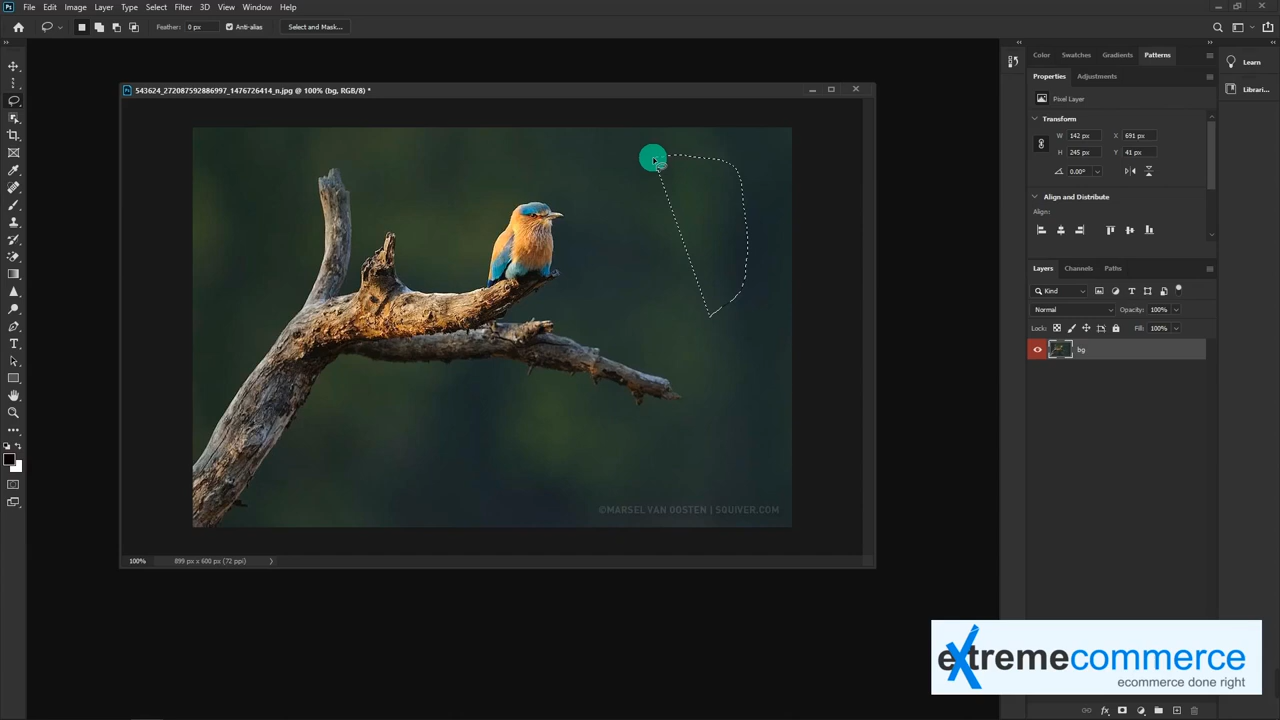 Ps File Edit Image Layer Type Select Filter 3D View Window Help
Feather: 0 px Anti-alias Select and Mask...
Color Swatches Gradients Patterns
Learn
Properties Adjustments
Librari...
Ps 543624_272087592886997_1476726414_n.jpg @ 100% (bg, RGB/8) *
Pixel Layer
Transform
W 142 px X 691 px
H 245 px Y 41 px
0.00°
Align and Distribute
Align:
Layers Channels Paths
Kind
Normal Opacity: 100%
Lock: Fill: 100%
bg
©MARSEL VAN OOSTEN | SQUIVER.COM
100% 899 px x 600 px (72 ppi)
extremecommerce
ecommerce done right